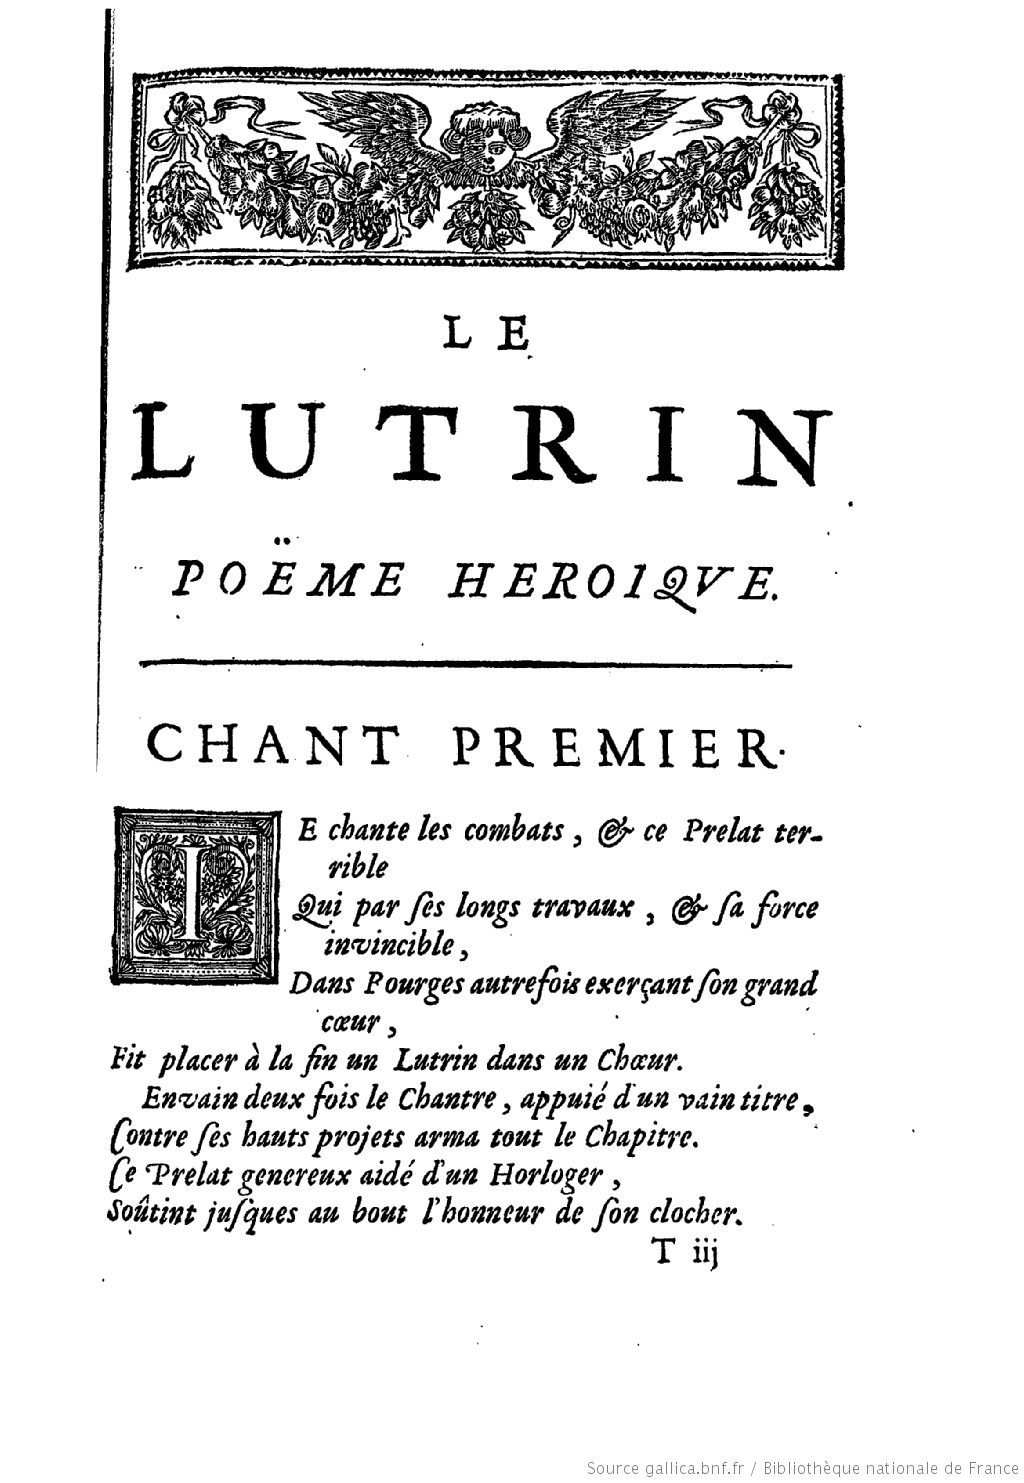 LE
LUTRIN
POËME HEROIQVE.
CHANT PREMIER.
IE chante les combats, & ce Prelat ter-
rible
Qui par ſes longs travaux, & ſa force
invincible,
Dans Pourges autrefois exerçant ſon grand
cœur,
Fit placer à la fin un Lutrin dans un Chœur.
Envain deux fois le Chantre, appuié d'un vain titre,
Contre ſes hauts projets arma tout le Chapitre.
Ce Prelat genereux aidé d'un Horloger,
Soûtint juſques au bout l'honneur de ſon clocher.
T iij
Source gallica.bnf.fr / Bibliothèque nationale de France